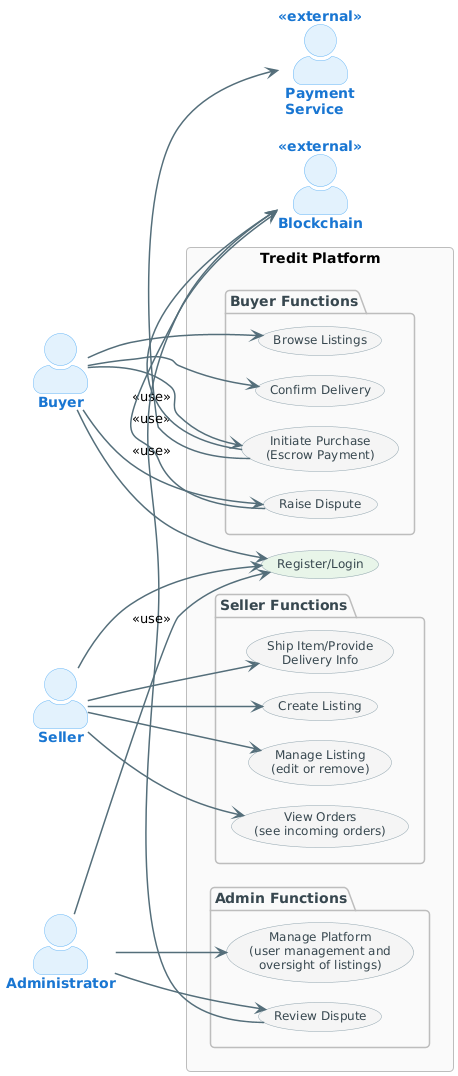 «external»
Payment
Service
«external»
Blockchain
Tredit Platform
Buyer Functions
Browse Listings
Buyer
Confirm Delivery
«use»
«use»
Initiate Purchase
(Escrow Payment)
«use»
Raise Dispute
Register/Login
Seller Functions
«use»
Ship Item/Provide
Delivery Info
Create Listing
Seller
Manage Listing
(edit or remove)
View Orders
(see incoming orders)
Admin Functions
Manage Platform
(user management and
oversight of listings)
Administrator
Review Dispute